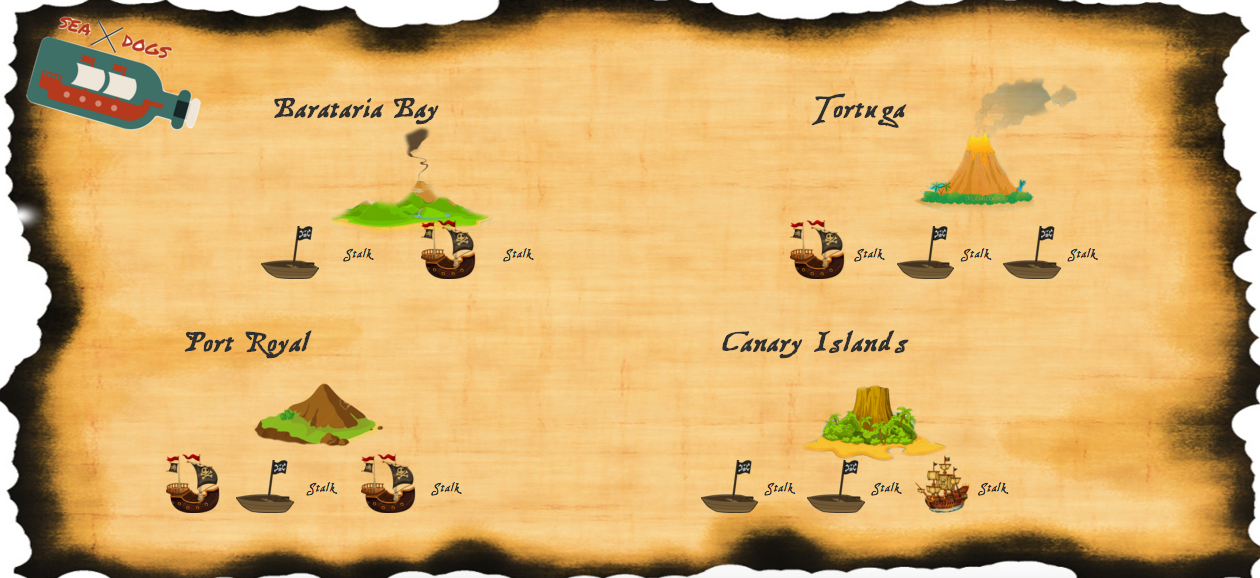 SEA DOGS
Barataria Bay
Tortuga
Stalk Stalk
Stalk Stalk Stalk
Port Royal
Canary Islands
Stalk Stalk
Stalk Stalk Stalk